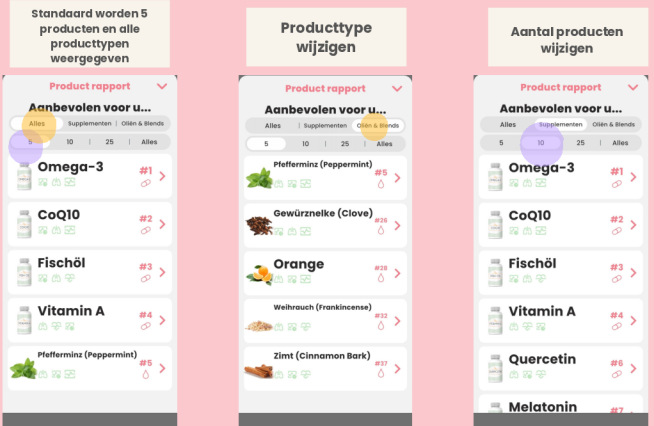 Standaard worden 5
producten en alle
producttypen
weergegeven
Product rapport
Aanbevolen voor u...
Alles | Supplementen | Oliën & Blends
5 | 10 | 25 | Alles
Omega-3 #1
CoQ10 #2
Fischöl #3
Vitamin A #4
Pfefferminz (Peppermint) #5
Producttype
wijzigen
Product rapport
Aanbevolen voor u...
Alles | Supplementen | Oliën & Blends
5 | 10 | 25 | Alles
Pfefferminz (Peppermint) #5
Gewürznelke (Clove) #26
Orange #28
Weihrauch (Frankincense) #32
Zimt (Cinnamon Bark) #37
Aantal producten
wijzigen
Product rapport
Aanbevolen voor u...
Alles Supplementen Oliën & Blends
5 10 25 | Alles
Omega-3 #1
CoQ10 #2
Fischöl #3
Vitamin A #4
Quercetin #6
Melatonin #7